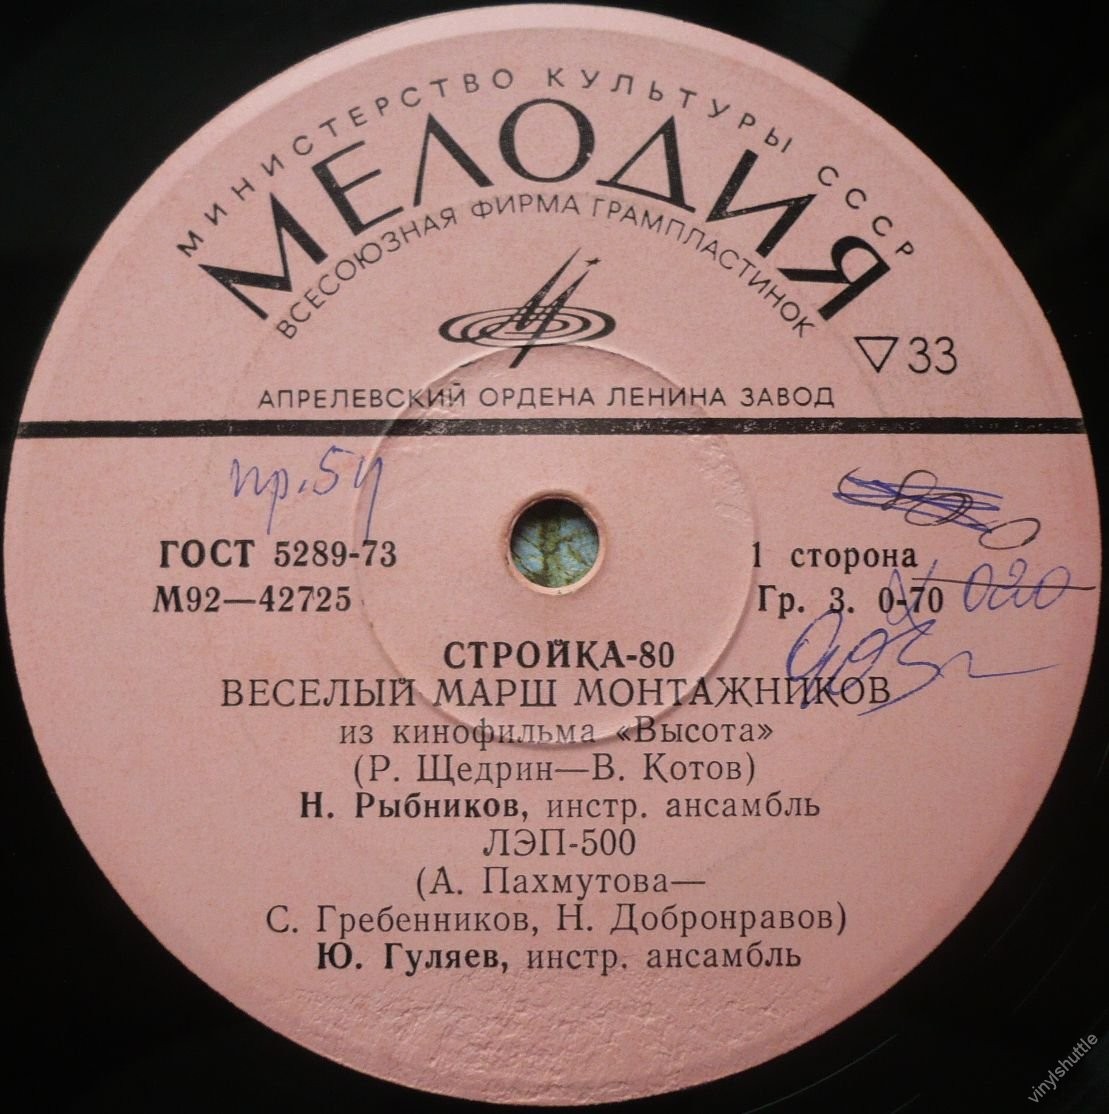 МИНИСТЕРСТВО КУЛЬТУРЫ СССР
МЕЛОДИЯ
ВСЕСОЮЗНАЯ ФИРМА ГРАМПЛАСТИНОК
▽33
АПРЕЛЕВСКИЙ ОРДЕНА ЛЕНИНА ЗАВОД
ГОСТ 5289-73
1 сторона
М92—42725
Гр. 3. 0-70 020
СТРОЙКА-80
ВЕСЕЛЫЙ МАРШ МОНТАЖНИКОВ
из кинофильма «Высота»
(Р. Щедрин—В. Котов)
Н. Рыбников, инстр. ансамбль
ЛЭП-500
(А. Пахмутова—
С. Гребенников, Н. Добронравов)
Ю. Гуляев, инстр. ансамбль
vinylshuttle